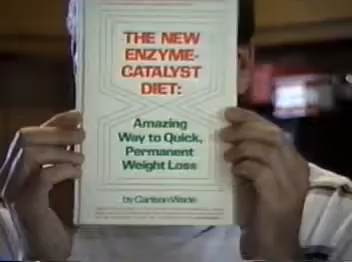 THE NEW
ENZYME-
CATALYST
DIET:
Amazing
Way to Quick,
Permanent
Weight Loss
by Carlson Wade